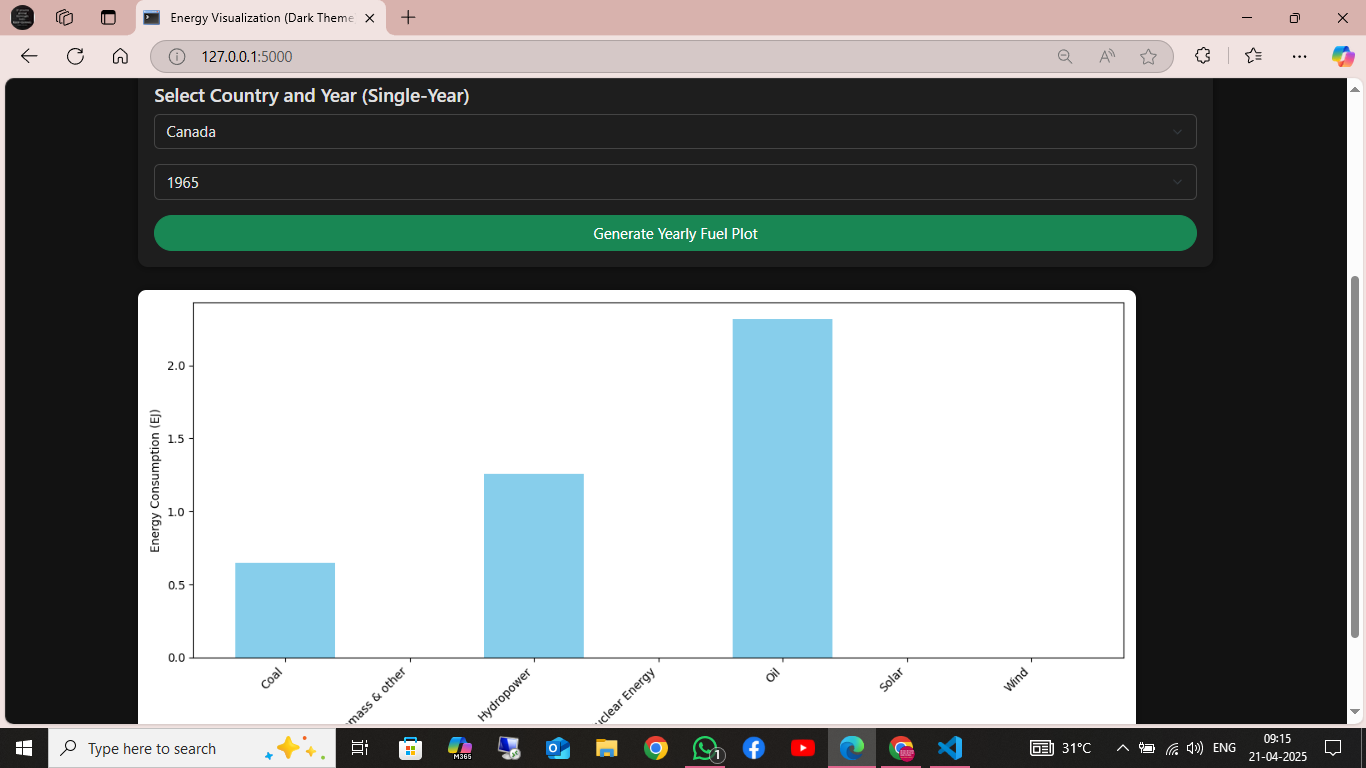 Energy Visualization (Dark Theme
127.0.0.1:5000
Select Country and Year (Single-Year)
Canada
1965
Generate Yearly Fuel Plot
Energy Consumption (EJ)
2.0
1.5
1.0
0.5
0.0
Coal
mass & other
Hydropower
uclear Energy
Oil
Solar
Wind
Type here to search
M365
1
31°C
ENG
09:15
21-04-2025